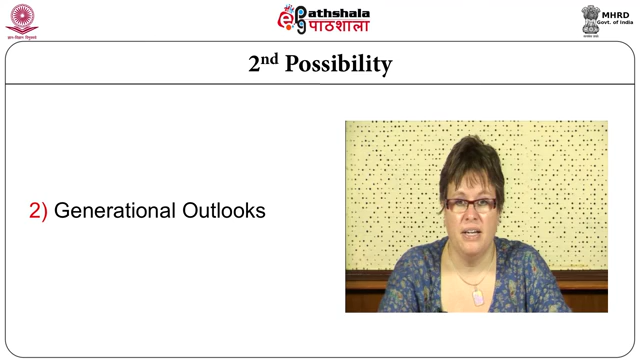 Pathshala
पाठशाला
MHRD
Govt. of India
2nd Possibility
2) Generational Outlooks